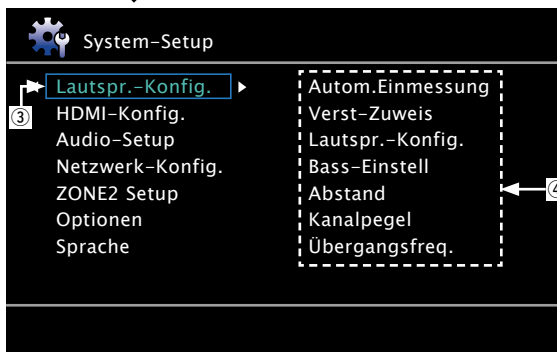 System-Setup
③
Lautspr.-Konfig.
HDMI-Konfig.
Audio-Setup
Netzwerk-Konfig.
ZONE2 Setup
Optionen
Sprache
Autom.Einmessung
Verst-Zuweis
Lautspr.-Konfig.
Bass-Einstell
Abstand
Kanalpegel
Übergangsfreq.
④